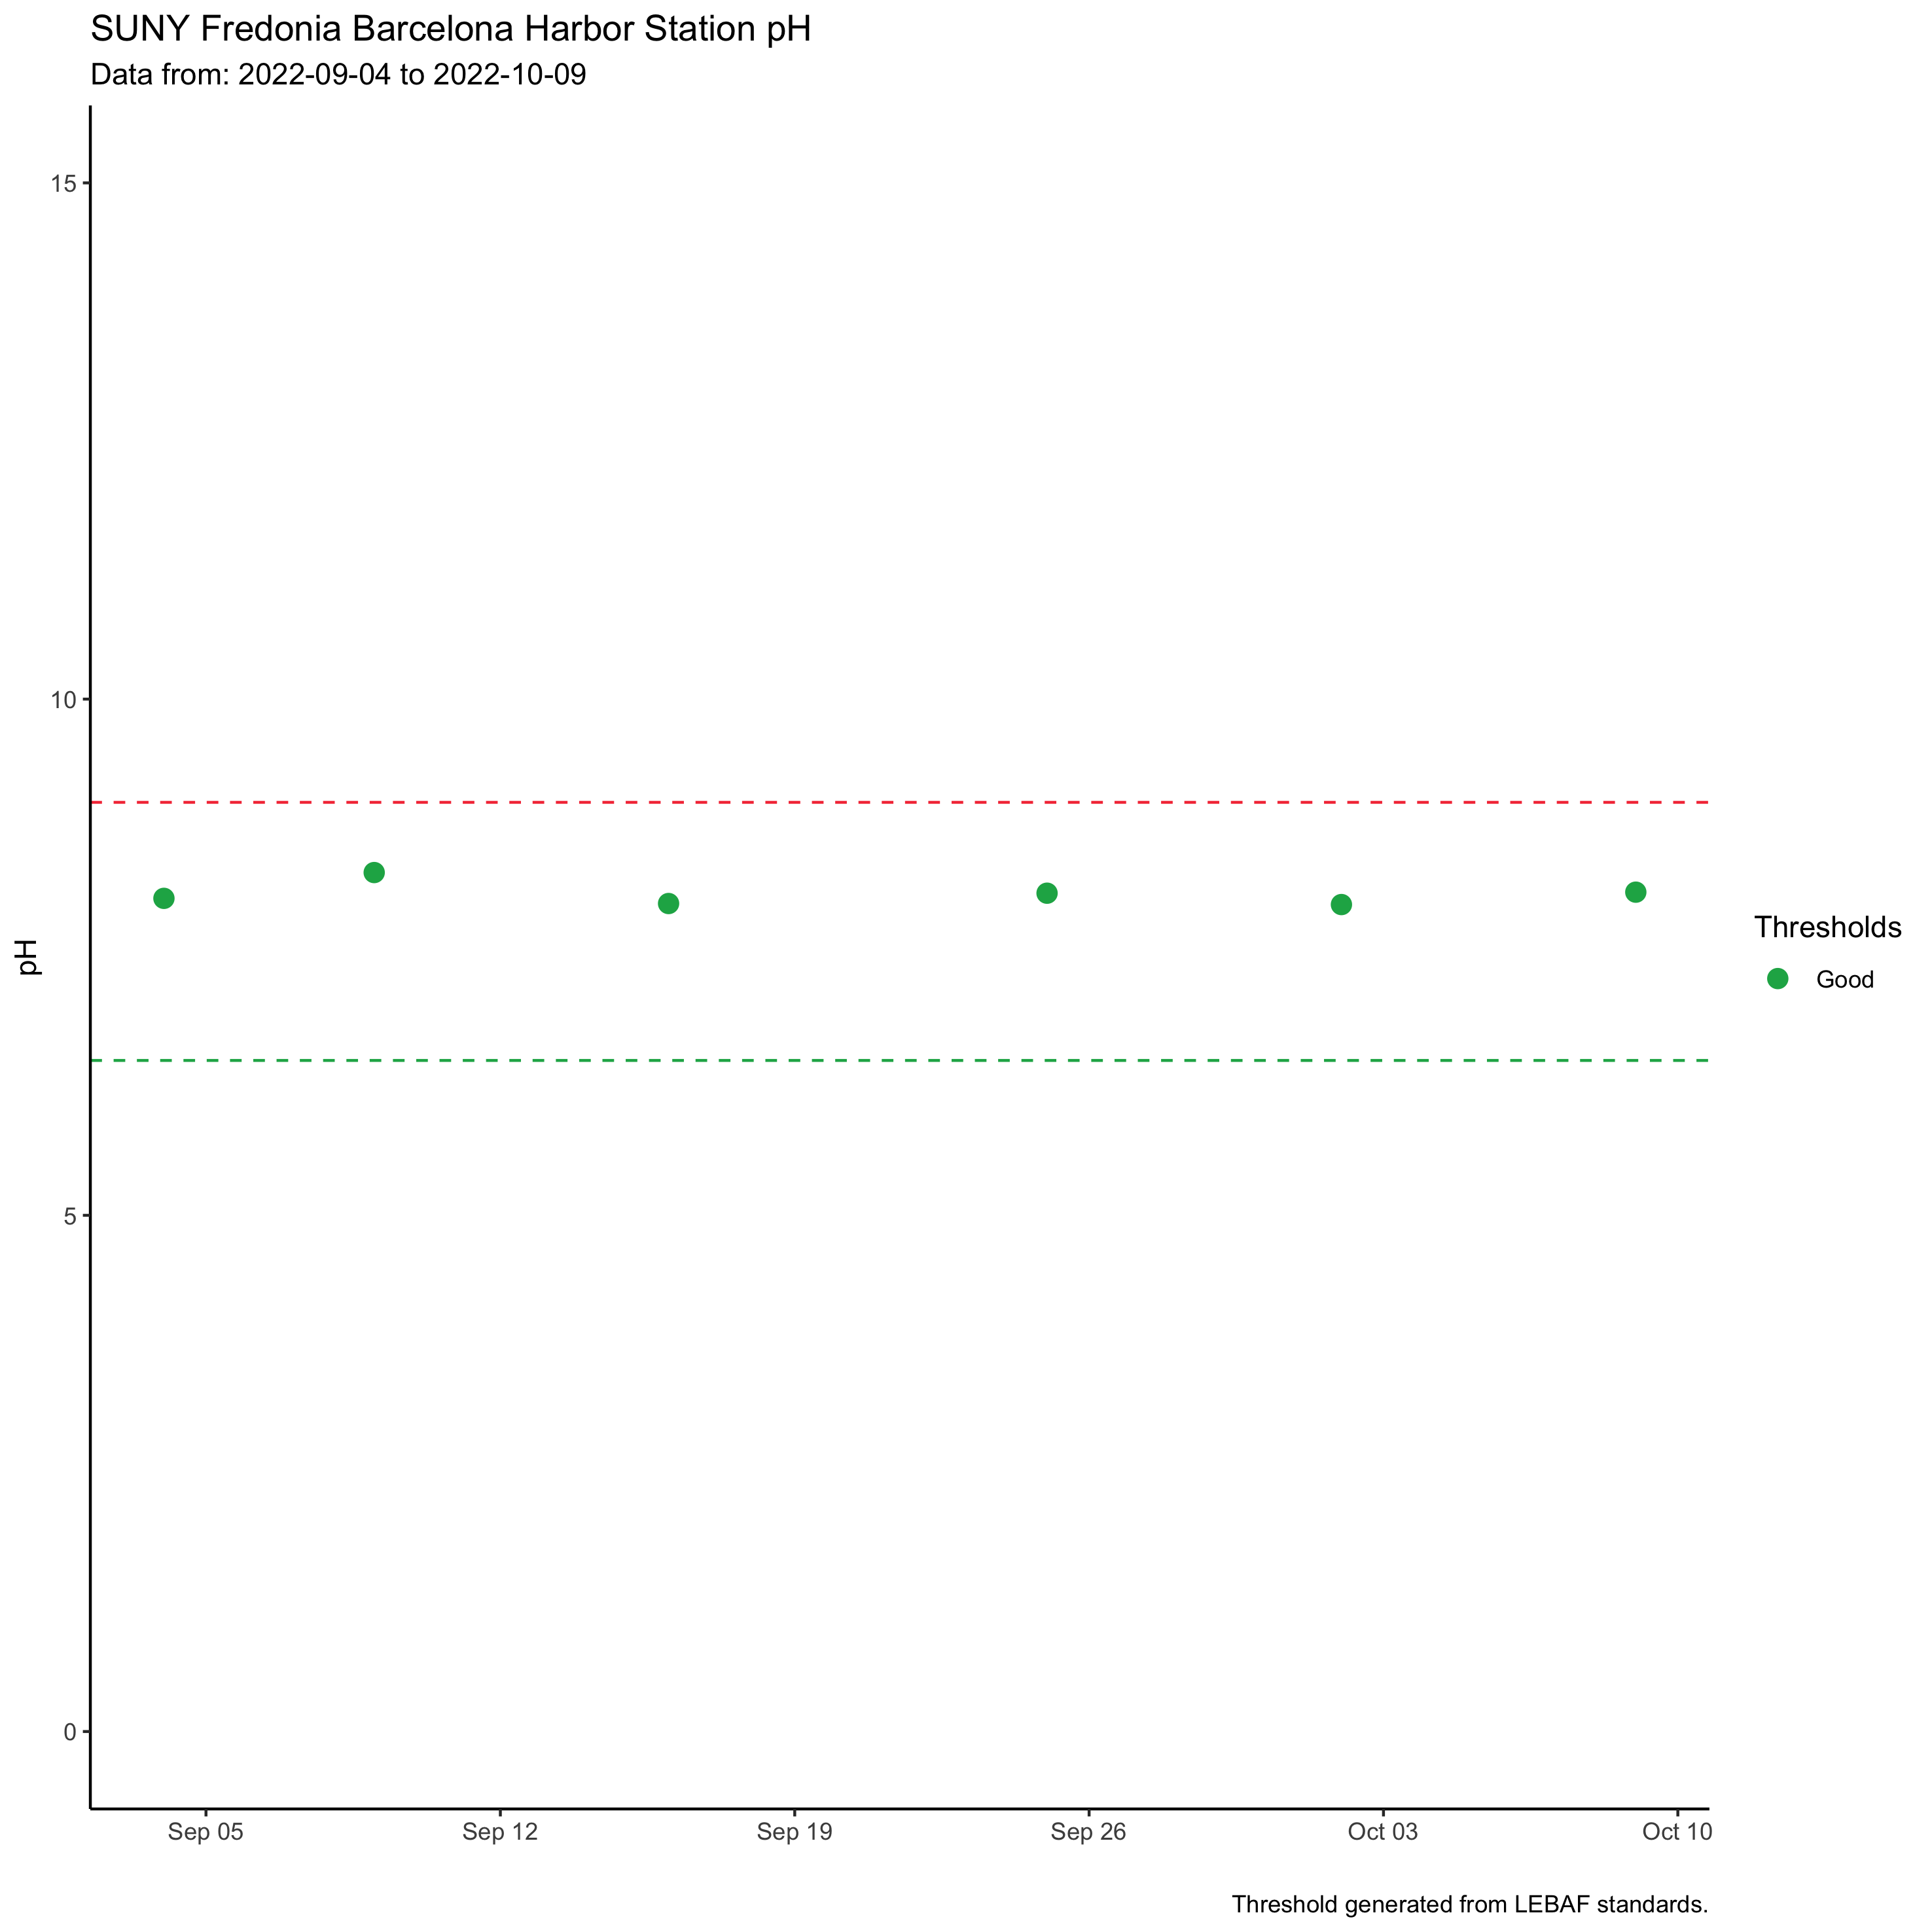 SUNY Fredonia Barcelona Harbor Station pH
Data from: 2022-09-04 to 2022-10-09
15
10
5
0
pH
Sep 05
Sep 12
Sep 19
Sep 26
Oct 03
Oct 10
Thresholds
Good
Threshold generated from LEBAF standards.